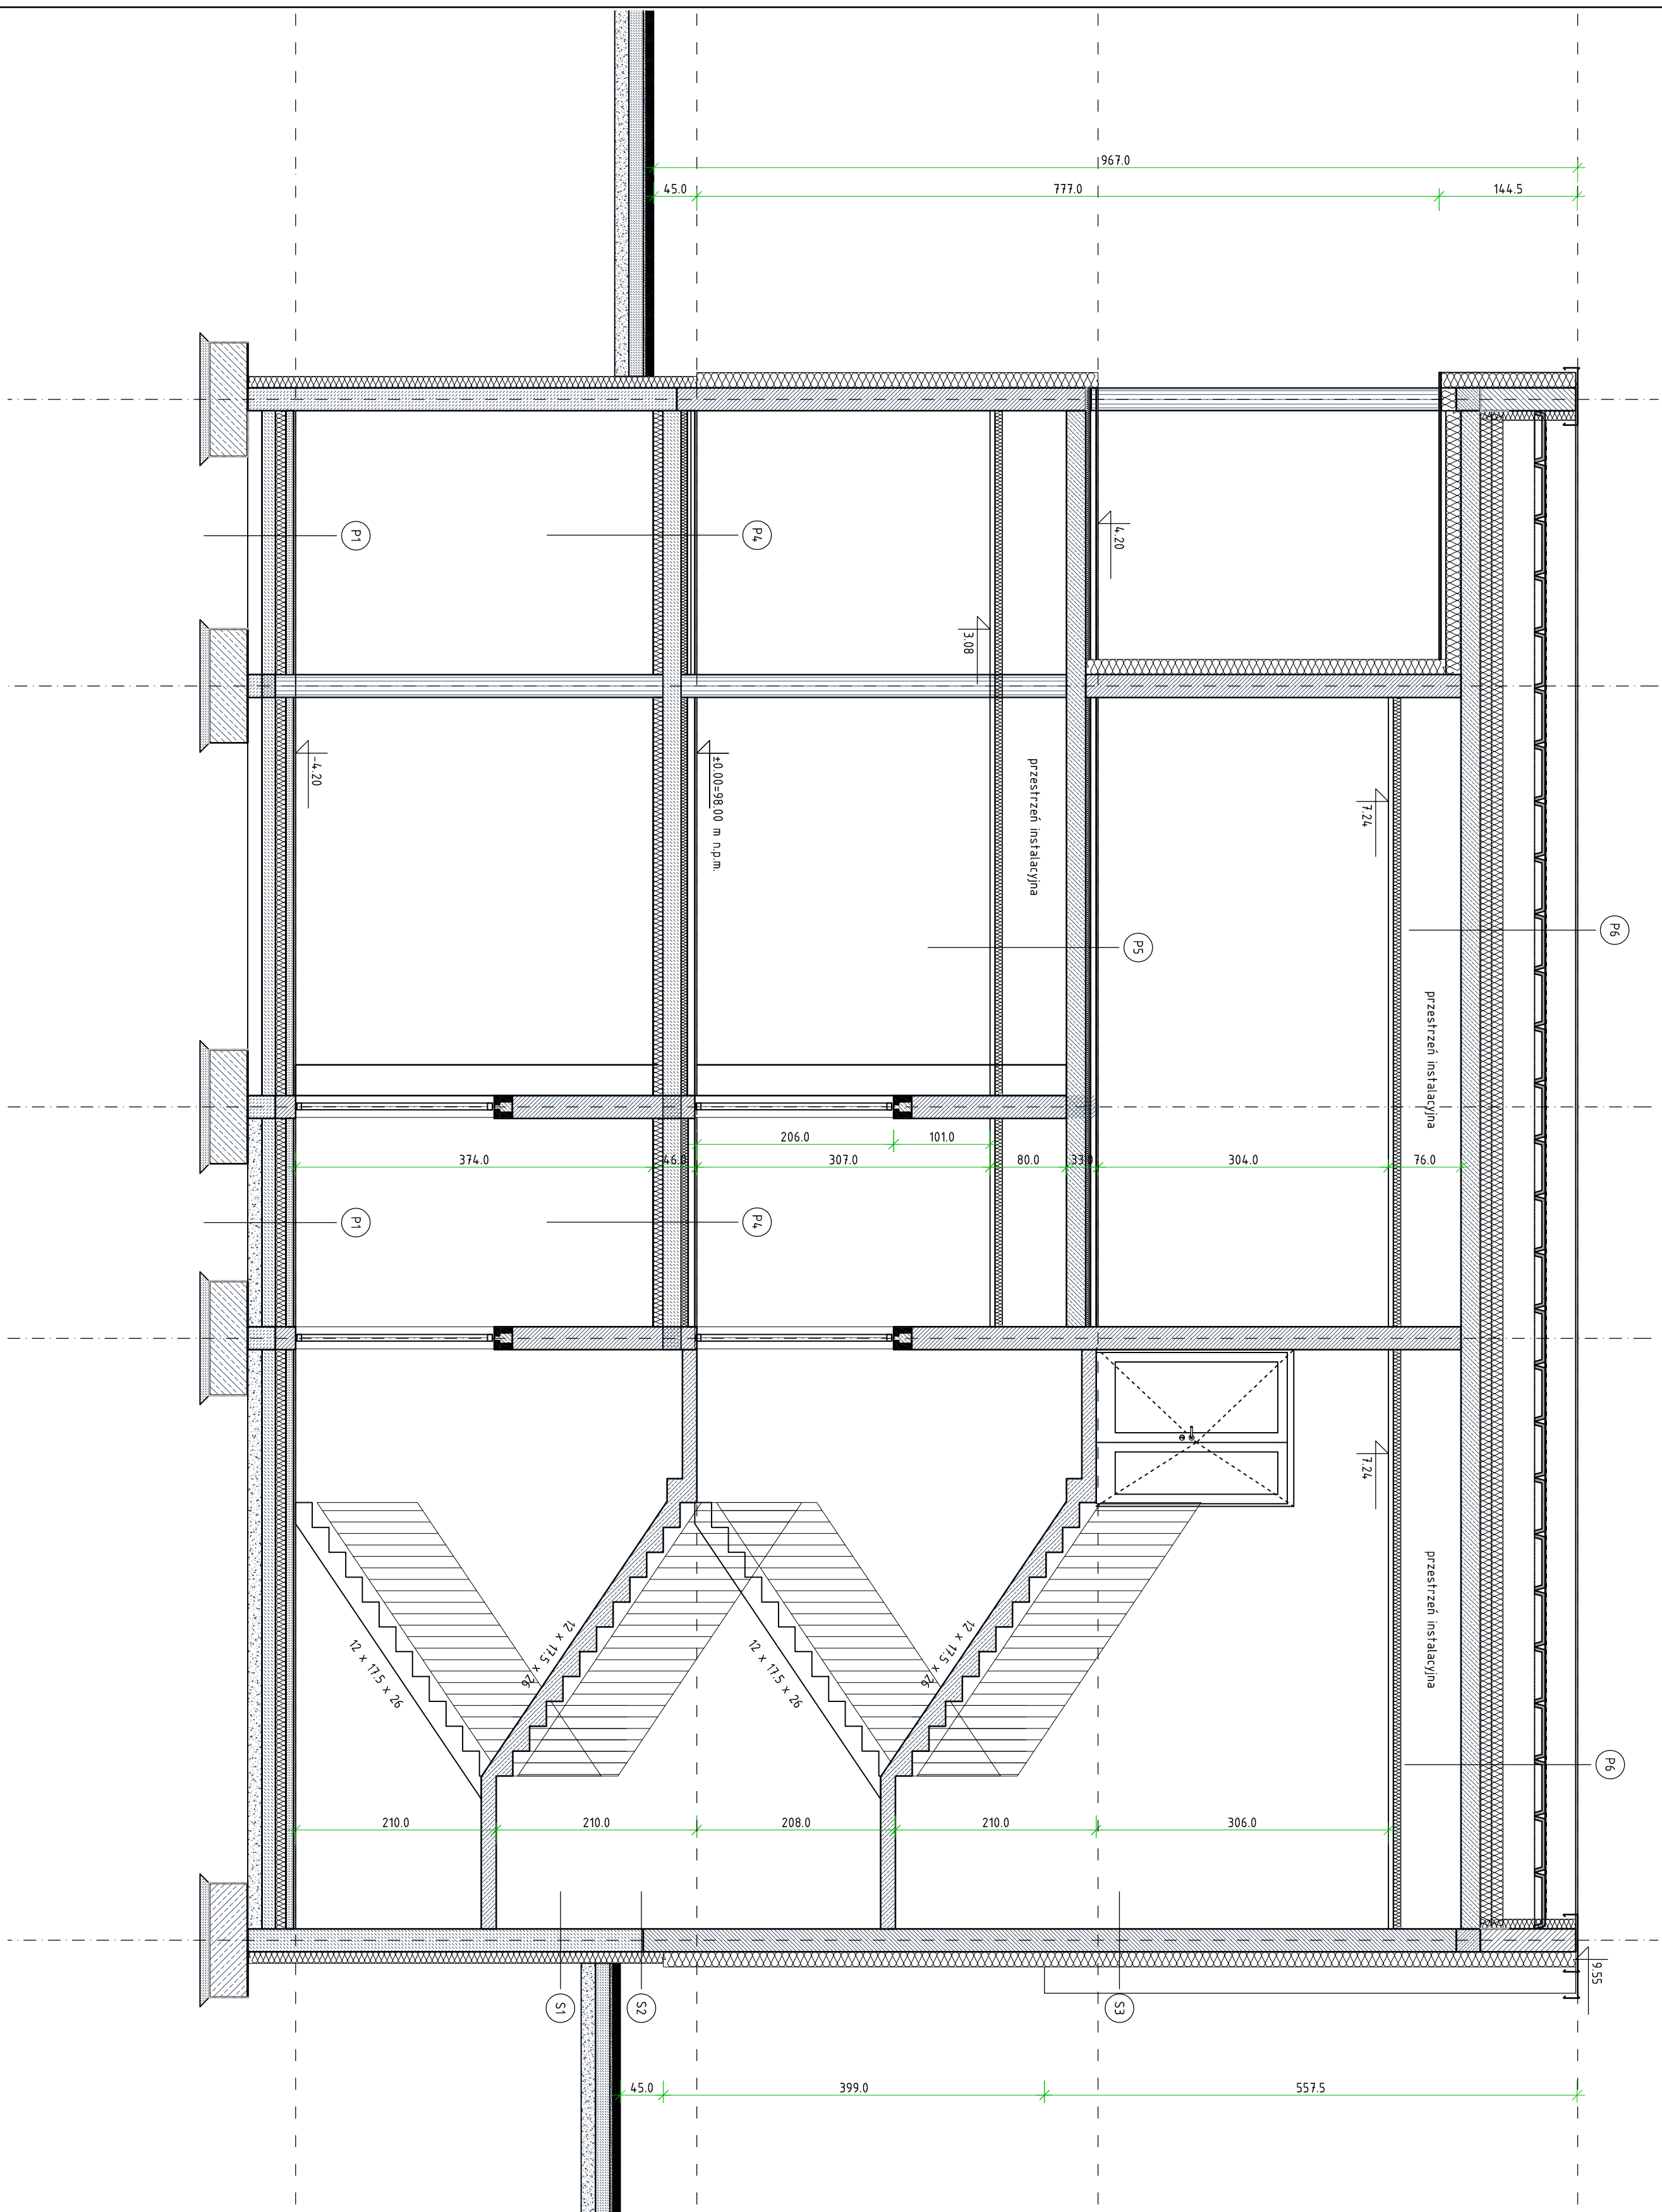 967.0
45.0
777.0
144.5
4.20
P1
P4
3.08
-4.20
±0.00=98.00 m n.p.m.
przestrzeń instalacyjna
7.24
P6
P5
przestrzeń instalacyjna
206.0
101.0
374.0
46.0
307.0
80.0
33.0
304.0
76.0
P1
P4
7.24
przestrzeń instalacyjna
12 x 17.5 x 26
12 x 17.5 x 26
12 x 17.5 x 26
12 x 17.5 x 26
P6
210.0
210.0
208.0
210.0
306.0
9.55
S1
S2
S3
45.0
399.0
557.5